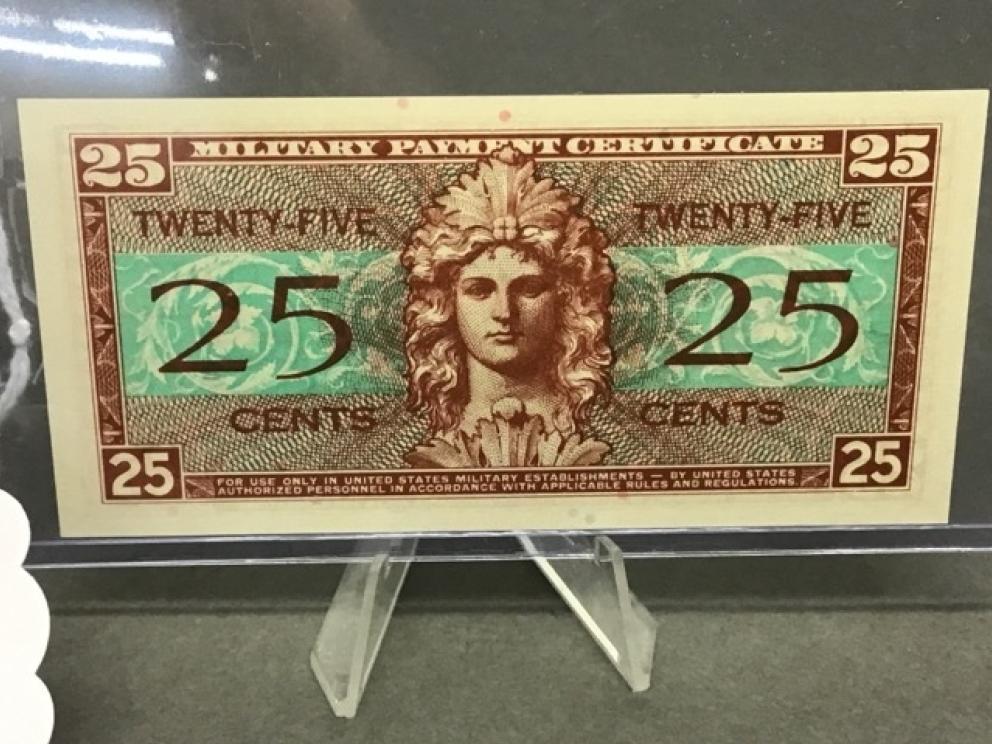 25 MILITARY PAYMENT CERTIFICATE 25
TWENTY-FIVE TWENTY-FIVE
25 25
CENTS CENTS
25 FOR USE ONLY IN UNITED STATES MILITARY ESTABLISHMENTS — BY UNITED STATES 25
AUTHORIZED PERSONNEL IN ACCORDANCE WITH APPLICABLE RULES AND REGULATIONS.